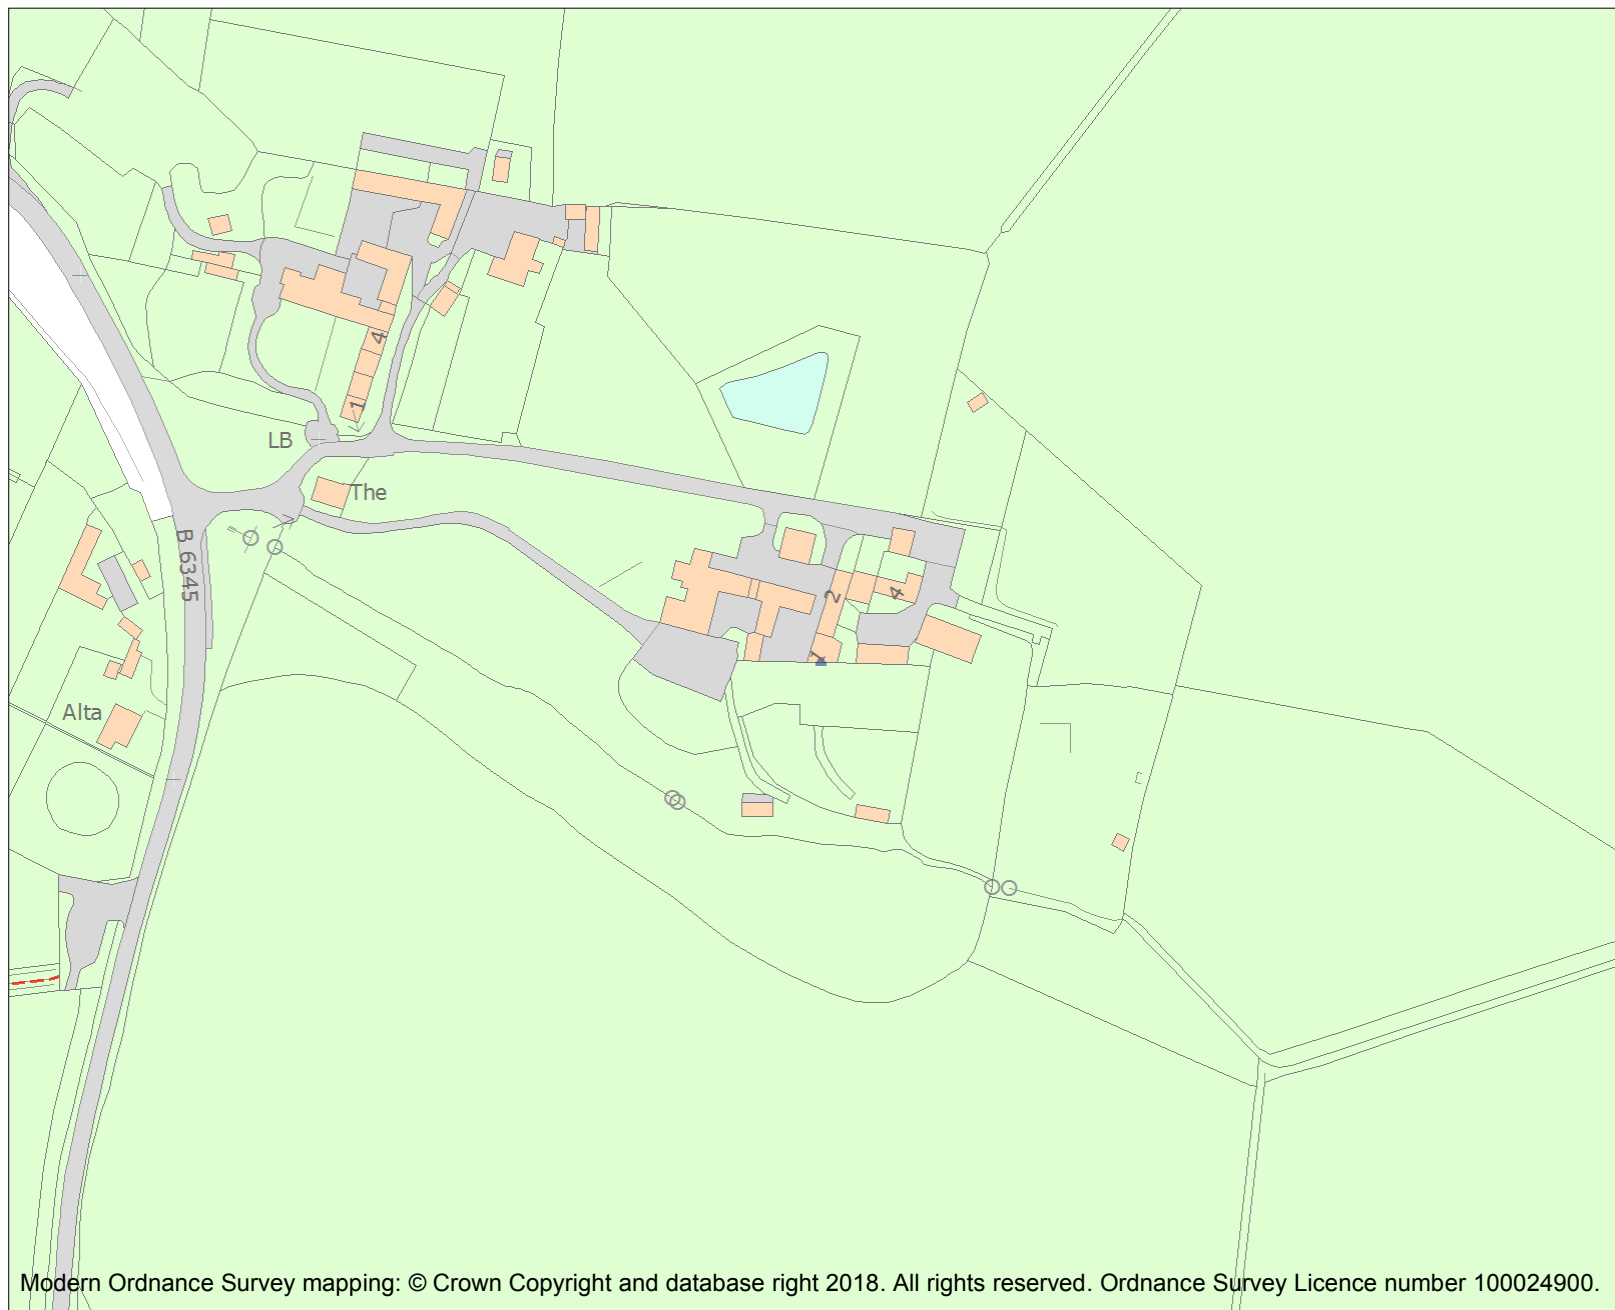 4
1
LB
The
B 6345
2
4
1
Alta
Modern Ordnance Survey mapping: © Crown Copyright and database right 2018. All rights reserved. Ordnance Survey Licence number 100024900.